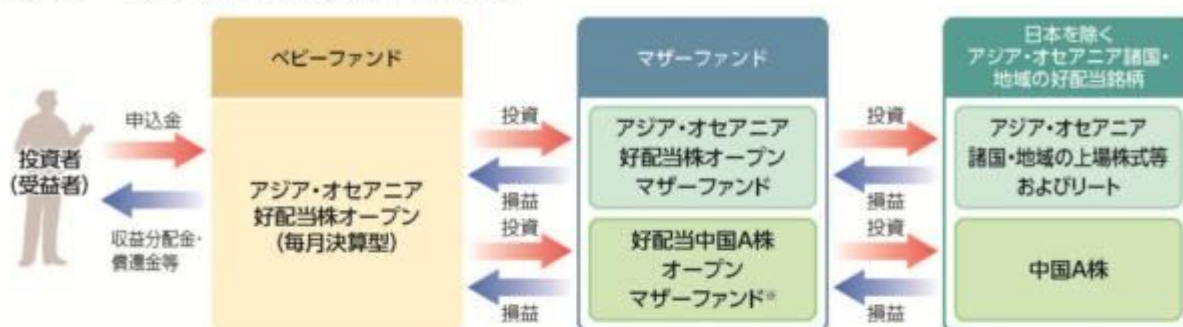 ベビーファンド
マザーファンド
日本を除く
アジア・オセアニア諸国・
地域の好配当銘柄
投資者
(受益者)
申込金
収益分配金・
償還金等
アジア・オセアニア
好配当株オープン
(毎月決算型)
投資
損益
投資
損益
アジア・オセアニア
好配当株オープン
マザーファンド
好配当中国A株
オープン
マザーファンド※
投資
損益
投資
損益
アジア・オセアニア
諸国・地域の上場株式等
およびリート
中国A株